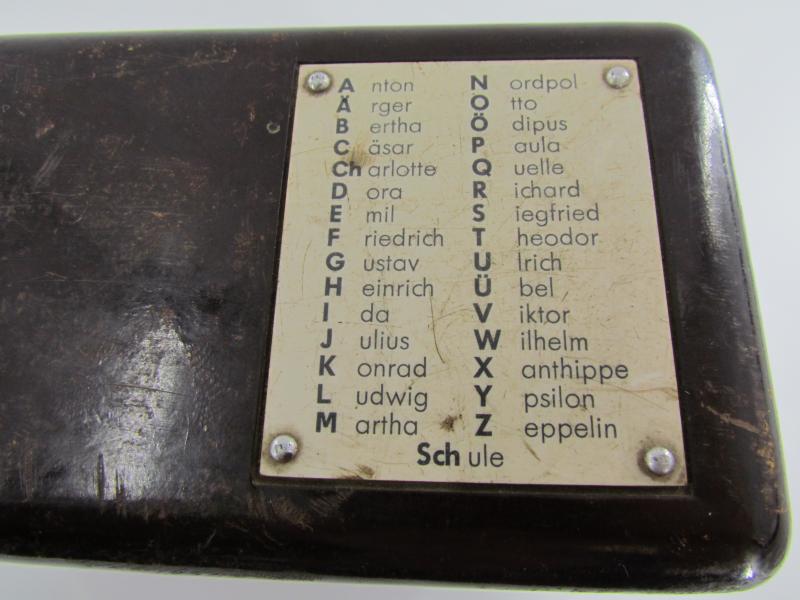 Anton
Ärger
Bertha
Cäsar
Charlotte
Dora
Emil
Friedrich
Gustav
Heinrich
Ida
Julius
Konrad
Ludwig
Martha
Nordpol
Otto
Ödipus
Paula
Quelle
Richard
Siegfried
Theodor
Ulrich
Übel
Viktor
Wilhelm
Xanthippe
Ypsilon
Zeppelin
Schule